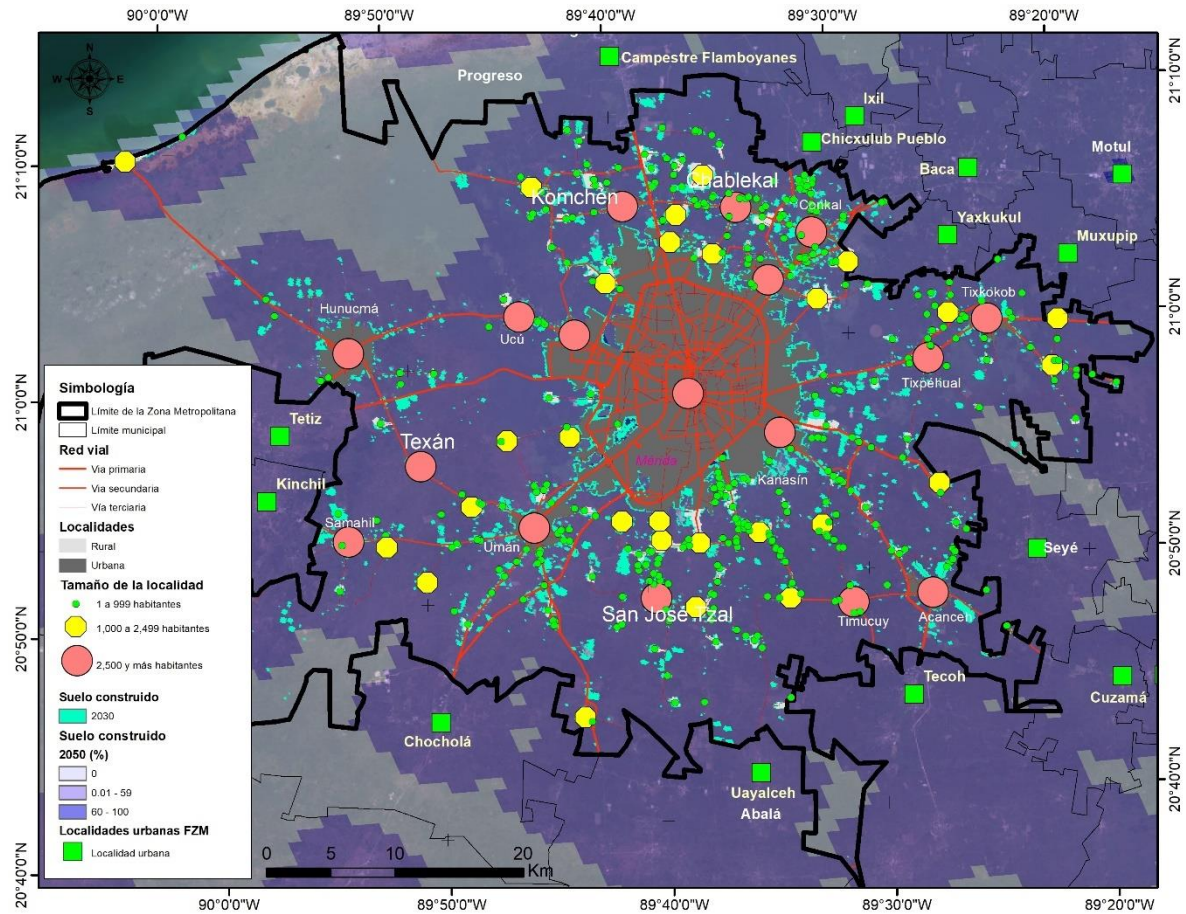 90°0'0"W
89°50'0"W
89°40'0"W
89°30'0"W
89°20'0"W
N
W
E
S
21°10'0"N
21°0'0"N
20°50'0"N
20°40'0"N
21°10'0"N
21°0'0"N
20°50'0"N
20°40'0"N
Progreso
Campestre Flamboyanes
Ixil
Chicxulub Pueblo
Baca
Motul
Yaxkukul
Muxupip
Komchén
Chablekal
Conkal
Hunucmá
Ucú
Tixkokob
Tixpéhual
Mérida
Kanasín
Tetiz
Kinchil
Texán
Samahil
Umán
San José Tzal
Timucuy
Acanceh
Seyé
Tecoh
Cuzamá
Chocholá
Uayalceh
Abalá
Simbología
Límite de la Zona Metropolitana
Límite municipal
Red vial
Via primaria
Via secundaria
Vía terciaria
Localidades
Rural
Urbana
Tamaño de la localidad
1 a 999 habitantes
1,000 a 2,499 habitantes
2,500 y más habitantes
Suelo construido
2030
Suelo construido
2050 (%)
0
0.01 - 59
60 - 100
Localidades urbanas FZM
Localidad urbana
0 5 10 20
Km
90°0'0"W
89°50'0"W
89°40'0"W
89°30'0"W
89°20'0"W